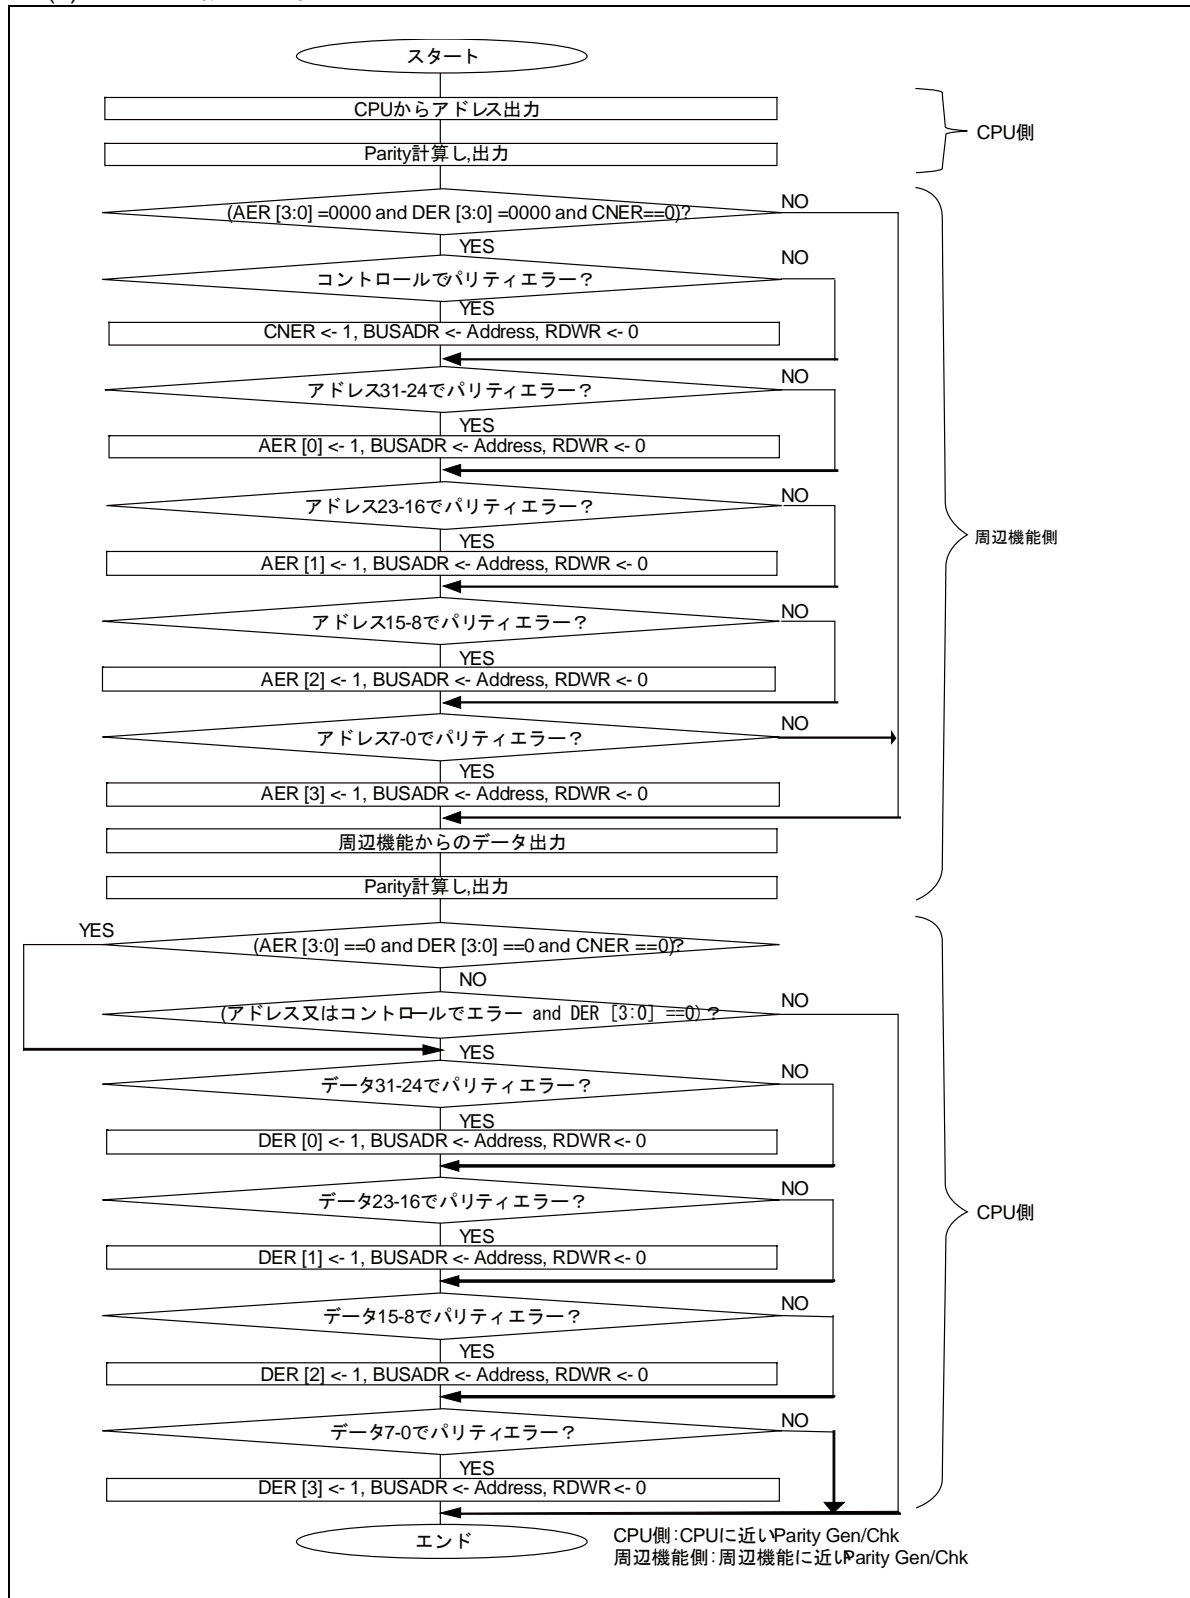 スタート
CPUからアドレス出力
Parity計算し,出力
CPU側
(AER [3:0] =0000 and DER [3:0] =0000 and CNER==0)?
NO
YES
コントロールでパリティエラー?
NO
YES
CNER <- 1, BUSADR <- Address, RDWR <- 0
アドレス31-24でパリティエラー?
NO
YES
AER [0] <- 1, BUSADR <- Address, RDWR <- 0
アドレス23-16でパリティエラー?
NO
YES
AER [1] <- 1, BUSADR <- Address, RDWR <- 0
周辺機能側
アドレス15-8でパリティエラー?
NO
YES
AER [2] <- 1, BUSADR <- Address, RDWR <- 0
アドレス7-0でパリティエラー?
NO
YES
AER [3] <- 1, BUSADR <- Address, RDWR <- 0
周辺機能からのデータ出力
Parity計算し,出力
YES
(AER [3:0] ==0 and DER [3:0] ==0 and CNER ==0)?
NO
(アドレス又はコントロールでエラー and DER [3:0] ==0)?
NO
YES
データ31-24でパリティエラー?
NO
YES
DER [0] <- 1, BUSADR <- Address, RDWR <- 0
データ23-16でパリティエラー?
NO
CPU側
YES
DER [1] <- 1, BUSADR <- Address, RDWR <- 0
データ15-8でパリティエラー?
NO
YES
DER [2] <- 1, BUSADR <- Address, RDWR <- 0
データ7-0でパリティエラー?
NO
YES
DER [3] <- 1, BUSADR <- Address, RDWR <- 0
エンド
CPU側:CPUに近いParity Gen/Chk
周辺機能側:周辺機能に近いParity Gen/Chk